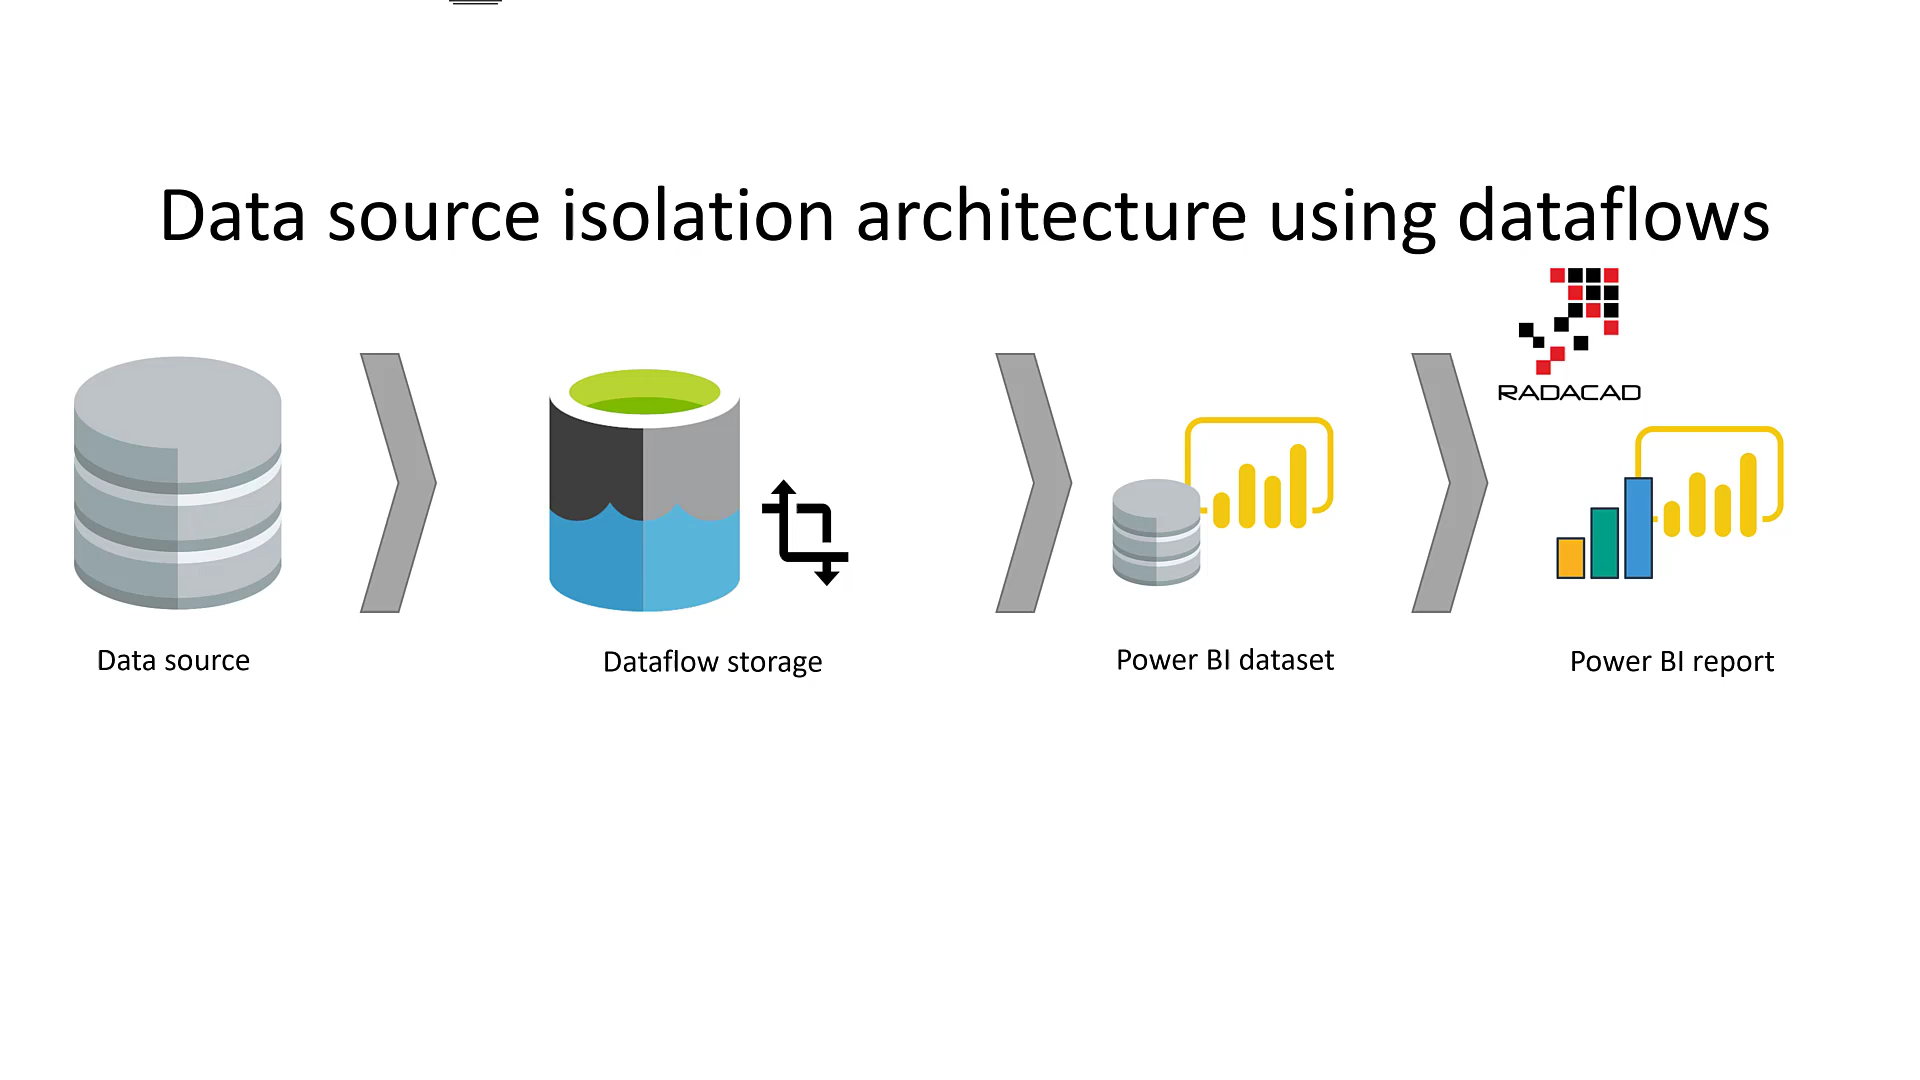 Data source isolation architecture using dataflows
RADACAD
Data source
Dataflow storage
Power BI dataset
Power BI report